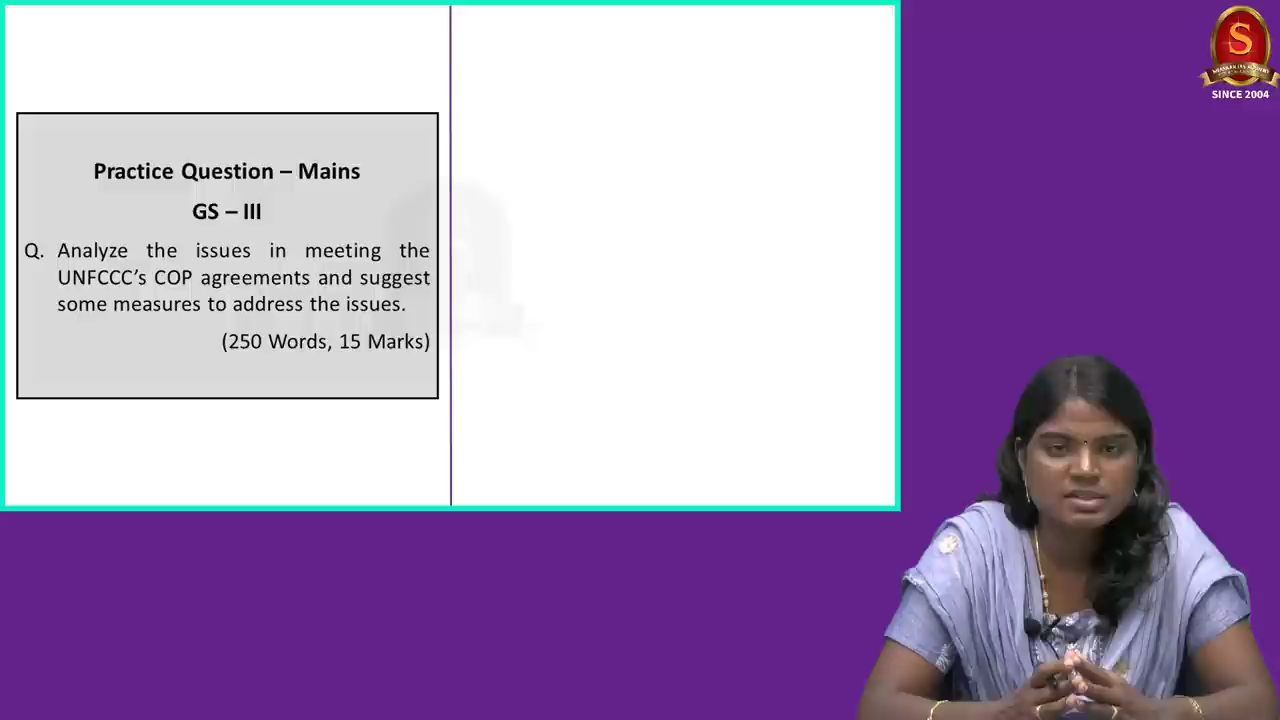 Practice Question – Mains
GS – III
Q. Analyze the issues in meeting the
UNFCCC’s COP agreements and suggest
some measures to address the issues.
(250 Words, 15 Marks)
S
SINCE 2004